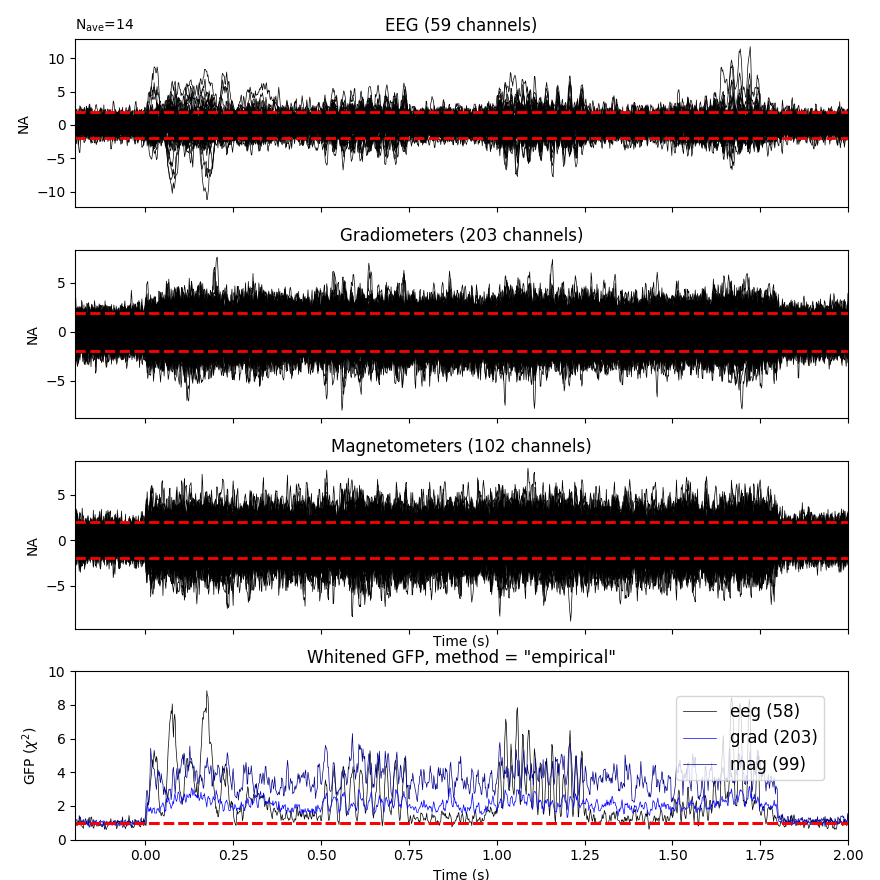 N_ave=14
EEG (59 channels)
10
5
0
−5
−10
NA
Gradiometers (203 channels)
5
0
−5
NA
Magnetometers (102 channels)
5
0
−5
NA
Time (s)
Whitened GFP, method = "empirical"
10
8
6
4
2
0
GFP (χ²)
eeg (58)
grad (203)
mag (99)
0.00 0.25 0.50 0.75 1.00 1.25 1.50 1.75 2.00
Time (s)